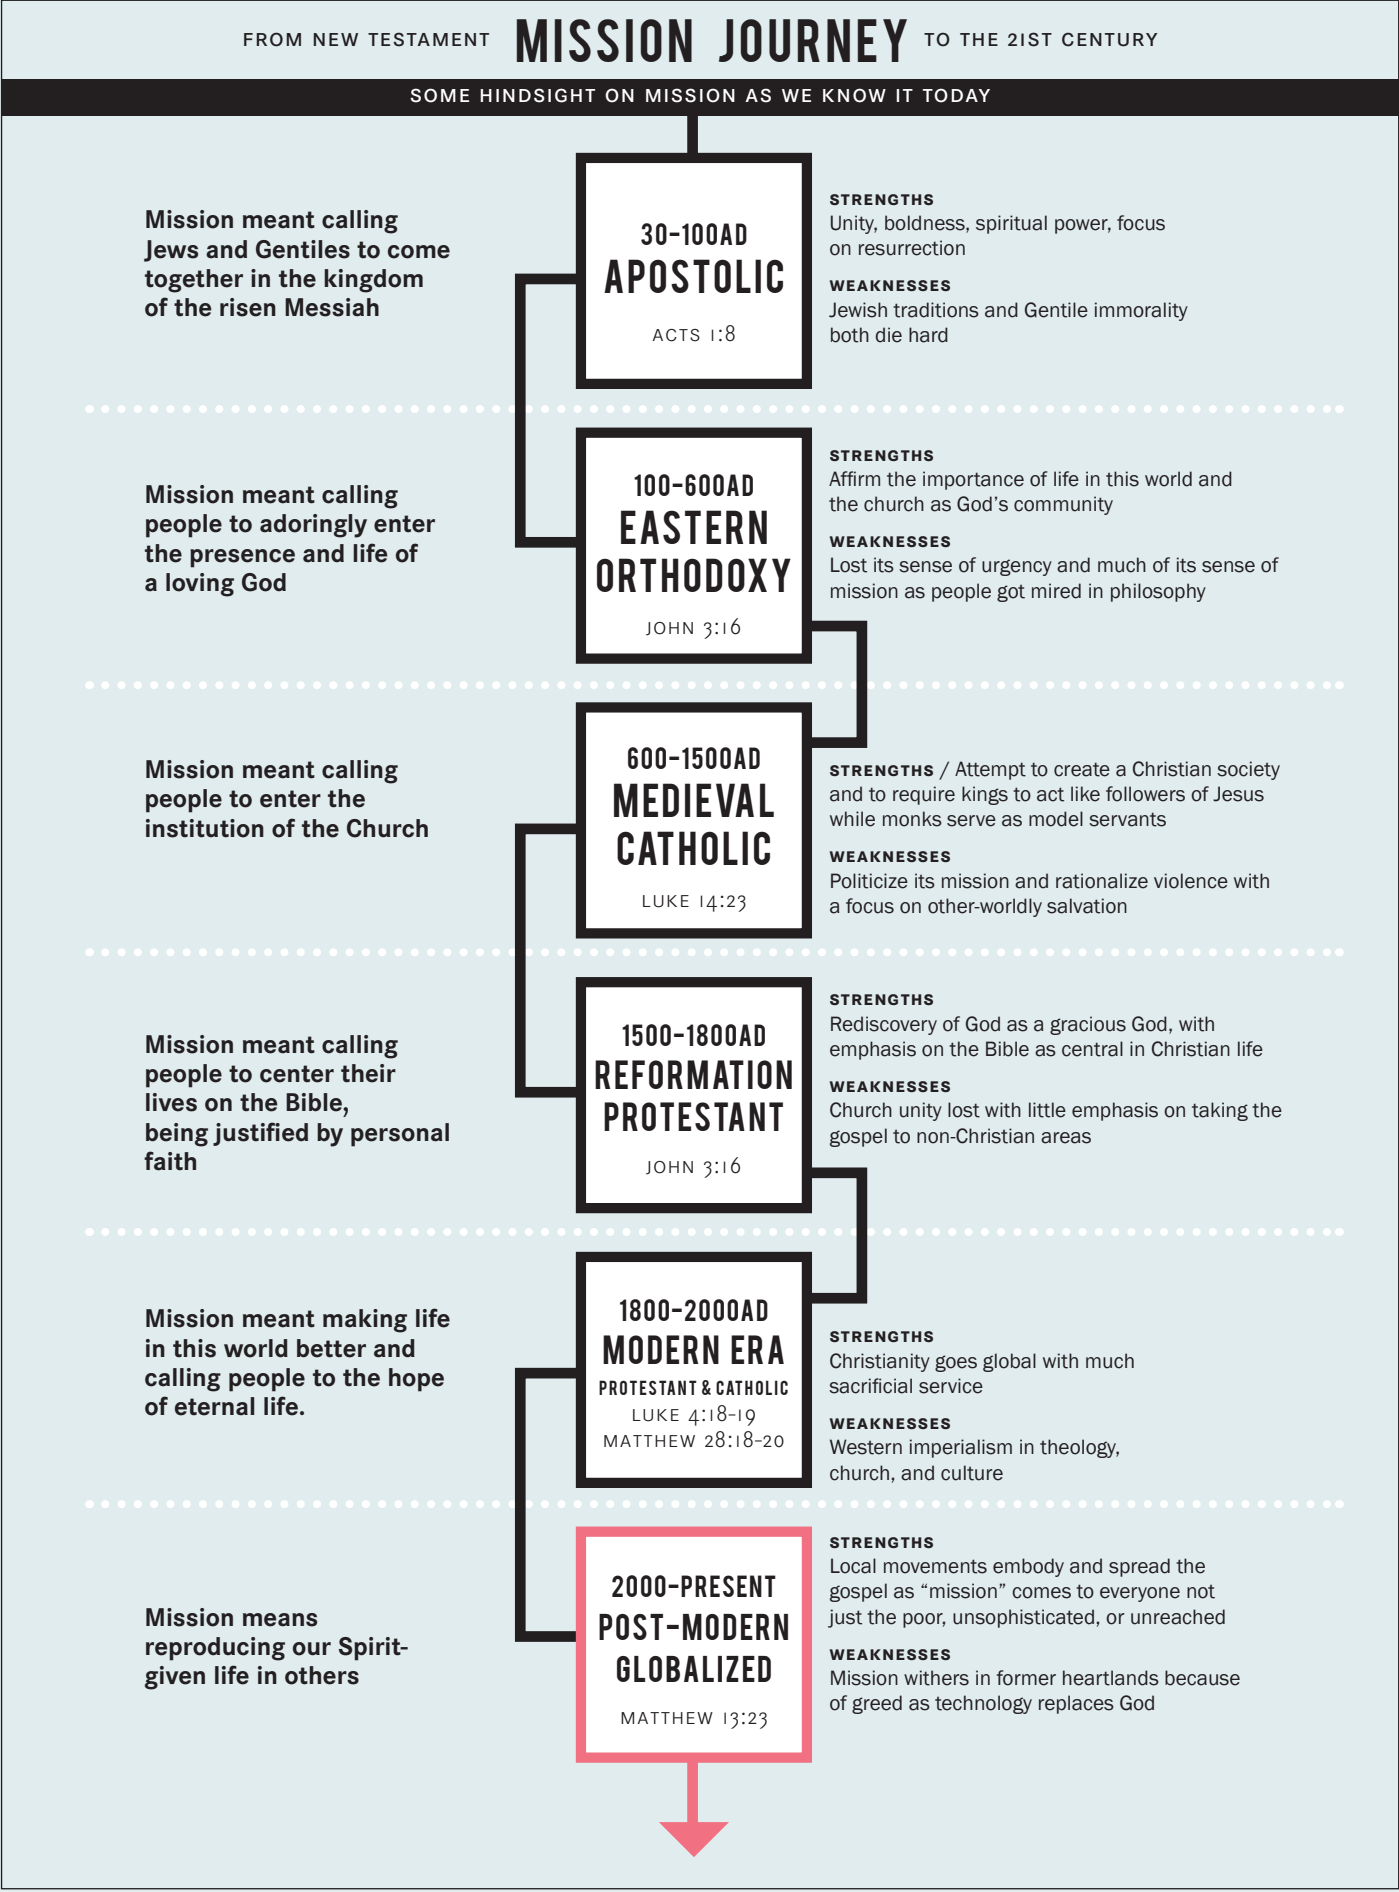 FROM NEW TESTAMENT MISSION JOURNEY TO THE 21ST CENTURY
SOME HINDSIGHT ON MISSION AS WE KNOW IT TODAY
Mission meant calling
Jews and Gentiles to come
together in the kingdom
of the risen Messiah
30-100AD
APOSTOLIC
ACTS 1:8
STRENGTHS
Unity, boldness, spiritual power, focus
on resurrection
WEAKNESSES
Jewish traditions and Gentile immorality
both die hard
Mission meant calling
people to adoringly enter
the presence and life of
a loving God
100-600AD
EASTERN
ORTHODOXY
JOHN 3:16
STRENGTHS
Affirm the importance of life in this world and
the church as God's community
WEAKNESSES
Lost its sense of urgency and much of its sense of
mission as people got mired in philosophy
Mission meant calling
people to enter the
institution of the Church
600-1500AD
MEDIEVAL
CATHOLIC
LUKE 14:23
STRENGTHS / Attempt to create a Christian society
and to require kings to act like followers of Jesus
while monks serve as model servants
WEAKNESSES
Politicize its mission and rationalize violence with
a focus on other-worldly salvation
Mission meant calling
people to center their
lives on the Bible,
being justified by personal
faith
1500-1800AD
REFORMATION
PROTESTANT
JOHN 3:16
STRENGTHS
Rediscovery of God as a gracious God, with
emphasis on the Bible as central in Christian life
WEAKNESSES
Church unity lost with little emphasis on taking the
gospel to non-Christian areas
Mission meant making life
in this world better and
calling people to the hope
of eternal life.
1800-2000AD
MODERN ERA
PROTESTANT & CATHOLIC
LUKE 4:18-19
MATTHEW 28:18-20
STRENGTHS
Christianity goes global with much
sacrificial service
WEAKNESSES
Western imperialism in theology,
church, and culture
Mission means
reproducing our Spirit-
given life in others
2000-PRESENT
POST-MODERN
GLOBALIZED
MATTHEW 13:23
STRENGTHS
Local movements embody and spread the
gospel as “mission” comes to everyone not
just the poor, unsophisticated, or unreached
WEAKNESSES
Mission withers in former heartlands because
of greed as technology replaces God